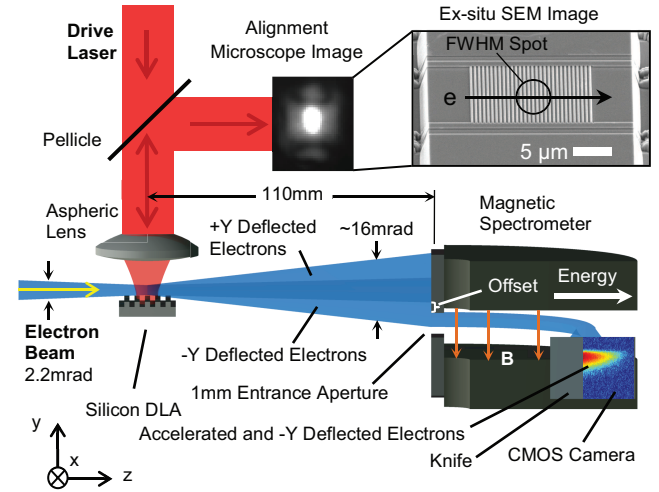 Drive
Laser
Alignment
Microscope Image
Ex-situ SEM Image
FWHM Spot
e
5 μm
Pellicle
110mm
Aspheric
Lens
+Y Deflected
Electrons
~16mrad
Magnetic
Spectrometer
Energy
Offset
Electron
Beam
2.2mrad
-Y Deflected Electrons
B
1mm Entrance Aperture
Silicon DLA
Accelerated and -Y Deflected Electrons
Knife
CMOS Camera
y
x
z